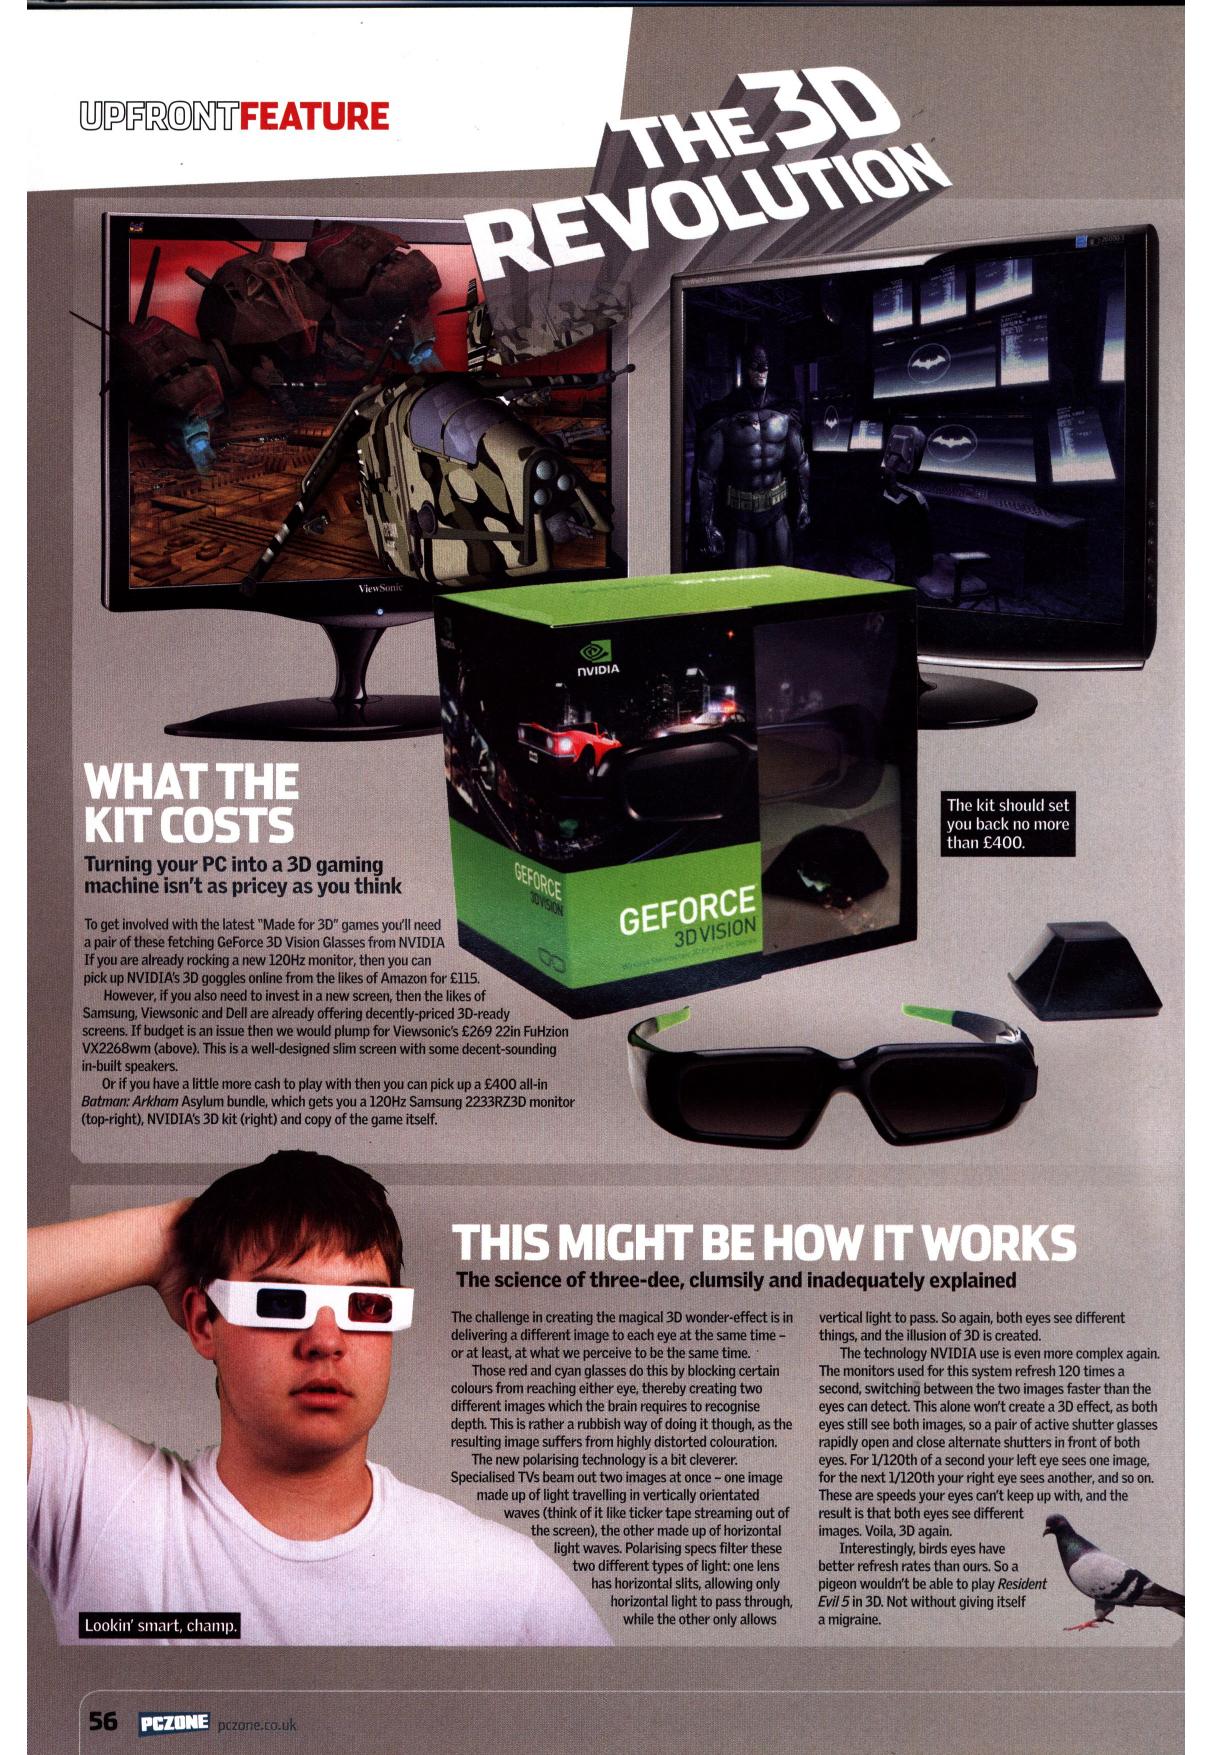 UPFRONTFEATURE
THE 3D
REVOLUTION
ViewSonic
NVIDIA
GEFORCE
3D VISION
GEFORCE
3D VISION
The kit should set
you back no more
than £400.
WHAT THE
KIT COSTS
Turning your PC into a 3D gaming
machine isn't as pricey as you think
To get involved with the latest "Made for 3D" games you'll need
a pair of these fetching GeForce 3D Vision Glasses from NVIDIA
If you are already rocking a new 120Hz monitor, then you can
pick up NVIDIA's 3D goggles online from the likes of Amazon for £115.
However, if you also need to invest in a new screen, then the likes of
Samsung, Viewsonic and Dell are already offering decently-priced 3D-ready
screens. If budget is an issue then we would plump for Viewsonic's £269 22in FuHzion
VX2268wm (above). This is a well-designed slim screen with some decent-sounding
in-built speakers.
Or if you have a little more cash to play with then you can pick up a £400 all-in
Batman: Arkham Asylum bundle, which gets you a 120Hz Samsung 2233RZ3D monitor
(top-right), NVIDIA's 3D kit (right) and copy of the game itself.
THIS MIGHT BE HOW IT WORKS
The science of three-dee, clumsily and inadequately explained
The challenge in creating the magical 3D wonder-effect is in
delivering a different image to each eye at the same time –
or at least, at what we perceive to be the same time.
Those red and cyan glasses do this by blocking certain
colours from reaching either eye, thereby creating two
different images which the brain requires to recognise
depth. This is rather a rubbish way of doing it though, as the
resulting image suffers from highly distorted colouration.
The new polarising technology is a bit cleverer.
Specialised TVs beam out two images at once – one image
made up of light travelling in vertically orientated
waves (think of it like ticker tape streaming out of
the screen), the other made up of horizontal
light waves. Polarising specs filter these
two different types of light: one lens
has horizontal slits, allowing only
horizontal light to pass through,
while the other only allows
vertical light to pass. So again, both eyes see different
things, and the illusion of 3D is created.
The technology NVIDIA use is even more complex again.
The monitors used for this system refresh 120 times a
second, switching between the two images faster than the
eyes can detect. This alone won't create a 3D effect, as both
eyes still see both images, so a pair of active shutter glasses
rapidly open and close alternate shutters in front of both
eyes. For 1/120th of a second your left eye sees one image,
for the next 1/120th your right eye sees another, and so on.
These are speeds your eyes can't keep up with, and the
result is that both eyes see different
images. Voila, 3D again.
Interestingly, birds eyes have
better refresh rates than ours. So a
pigeon wouldn't be able to play Resident
Evil 5 in 3D. Not without giving itself
a migraine.
Lookin' smart, champ.
56 PCZONE pczone.co.uk